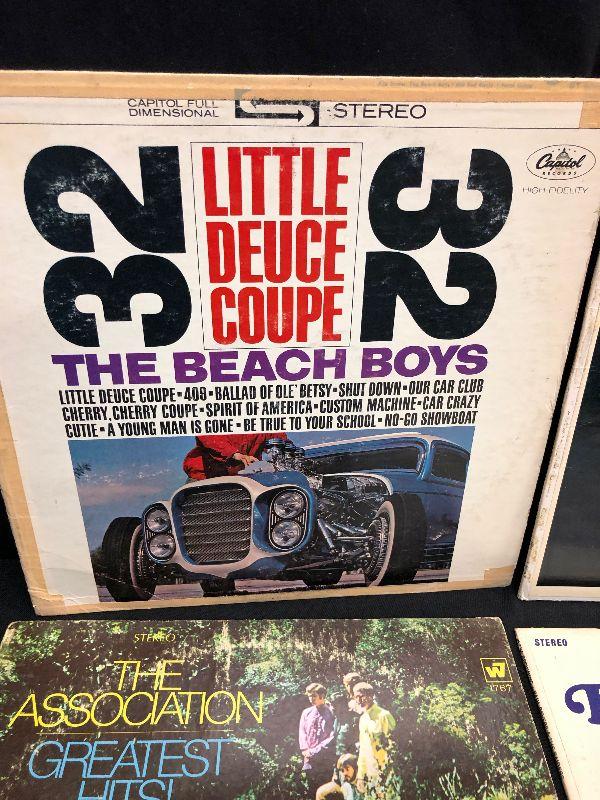 CAPITOL FULL
DIMENSIONAL
STEREO
32
LITTLE
DEUCE
COUPE
32
Capitol
RECORDS
HIGH FIDELITY
THE BEACH BOYS
LITTLE DEUCE COUPE • 409 • BALLAD OF OLE' BETSY • SHUT DOWN • OUR CAR CLUB
CHERRY, CHERRY COUPE • SPIRIT OF AMERICA • CUSTOM MACHINE • CAR CRAZY
CUTIE • A YOUNG MAN IS GONE • BE TRUE TO YOUR SCHOOL • NO-GO SHOWBOAT
STEREO
THE
ASSOCIATION
GREATEST
HITS!
W7
1767
STEREO